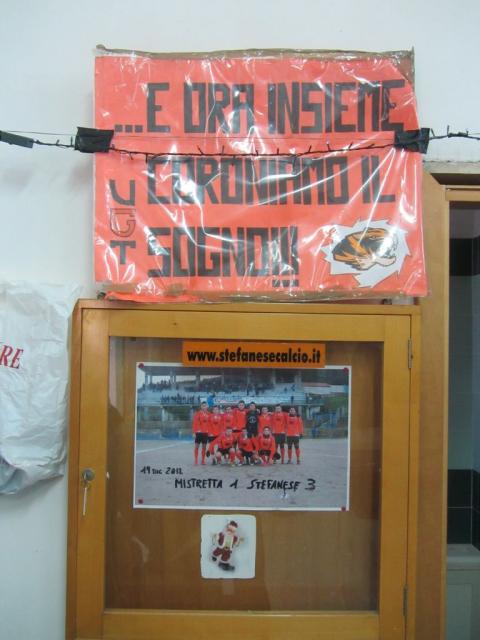 ...E ORA INSIEME
CORONIAMO IL
SOGNO!!!
UGT
RE
www.stefanesecalcio.it
19 DIC 2012
MISTRETTA 1 STEFANESE 3